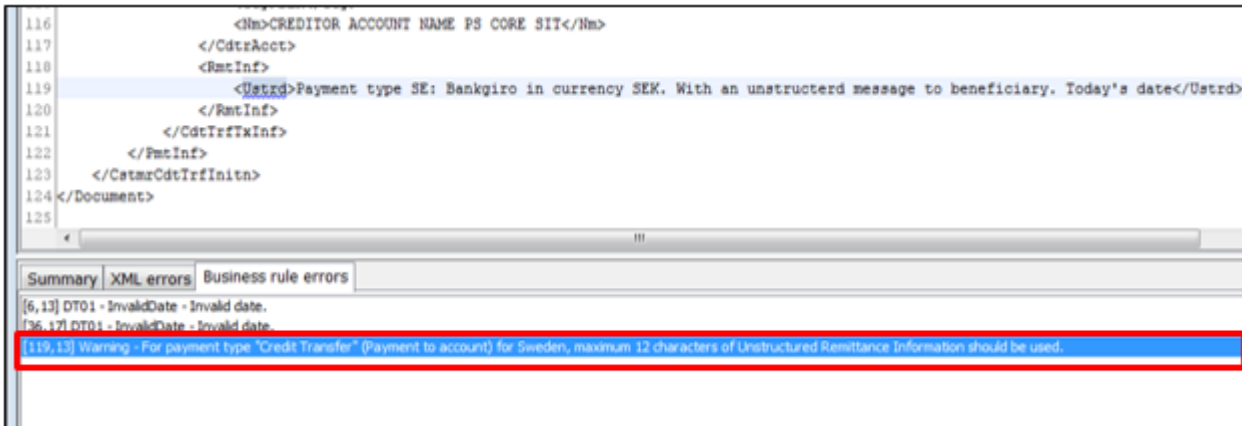 116 <Nm>CREDITOR ACCOUNT NAME PS CORE SIT</Nm>
117 </CdtrAcct>
118 <RmtInf>
119 <Ustrd>Payment type SE: Bankgiro in currency SEK. With an unstructerd message to beneficiary. Today's date</Ustrd>
120 </RmtInf>
121 </CdtTrfTxInf>
122 </PmtInf>
123 </CstmrCdtTrfInitn>
124 </Document>
125
Summary XML errors Business rule errors
[6,13] DT01 - InvalidDate - Invalid date.
[36,17] DT01 - InvalidDate - Invalid date.
[119,13] Warning - For payment type "Credit Transfer" (Payment to account) for Sweden, maximum 12 characters of Unstructured Remittance Information should be used.